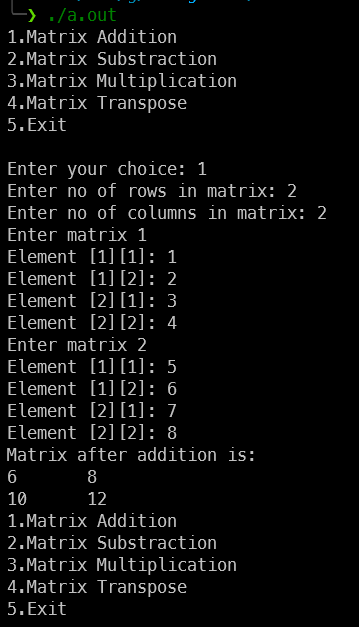 ❯ ./a.out
1.Matrix Addition
2.Matrix Substraction
3.Matrix Multiplication
4.Matrix Transpose
5.Exit

Enter your choice: 1
Enter no of rows in matrix: 2
Enter no of columns in matrix: 2
Enter matrix 1
Element [1][1]: 1
Element [1][2]: 2
Element [2][1]: 3
Element [2][2]: 4
Enter matrix 2
Element [1][1]: 5
Element [1][2]: 6
Element [2][1]: 7
Element [2][2]: 8
Matrix after addition is:
6       8
10      12
1.Matrix Addition
2.Matrix Substraction
3.Matrix Multiplication
4.Matrix Transpose
5.Exit